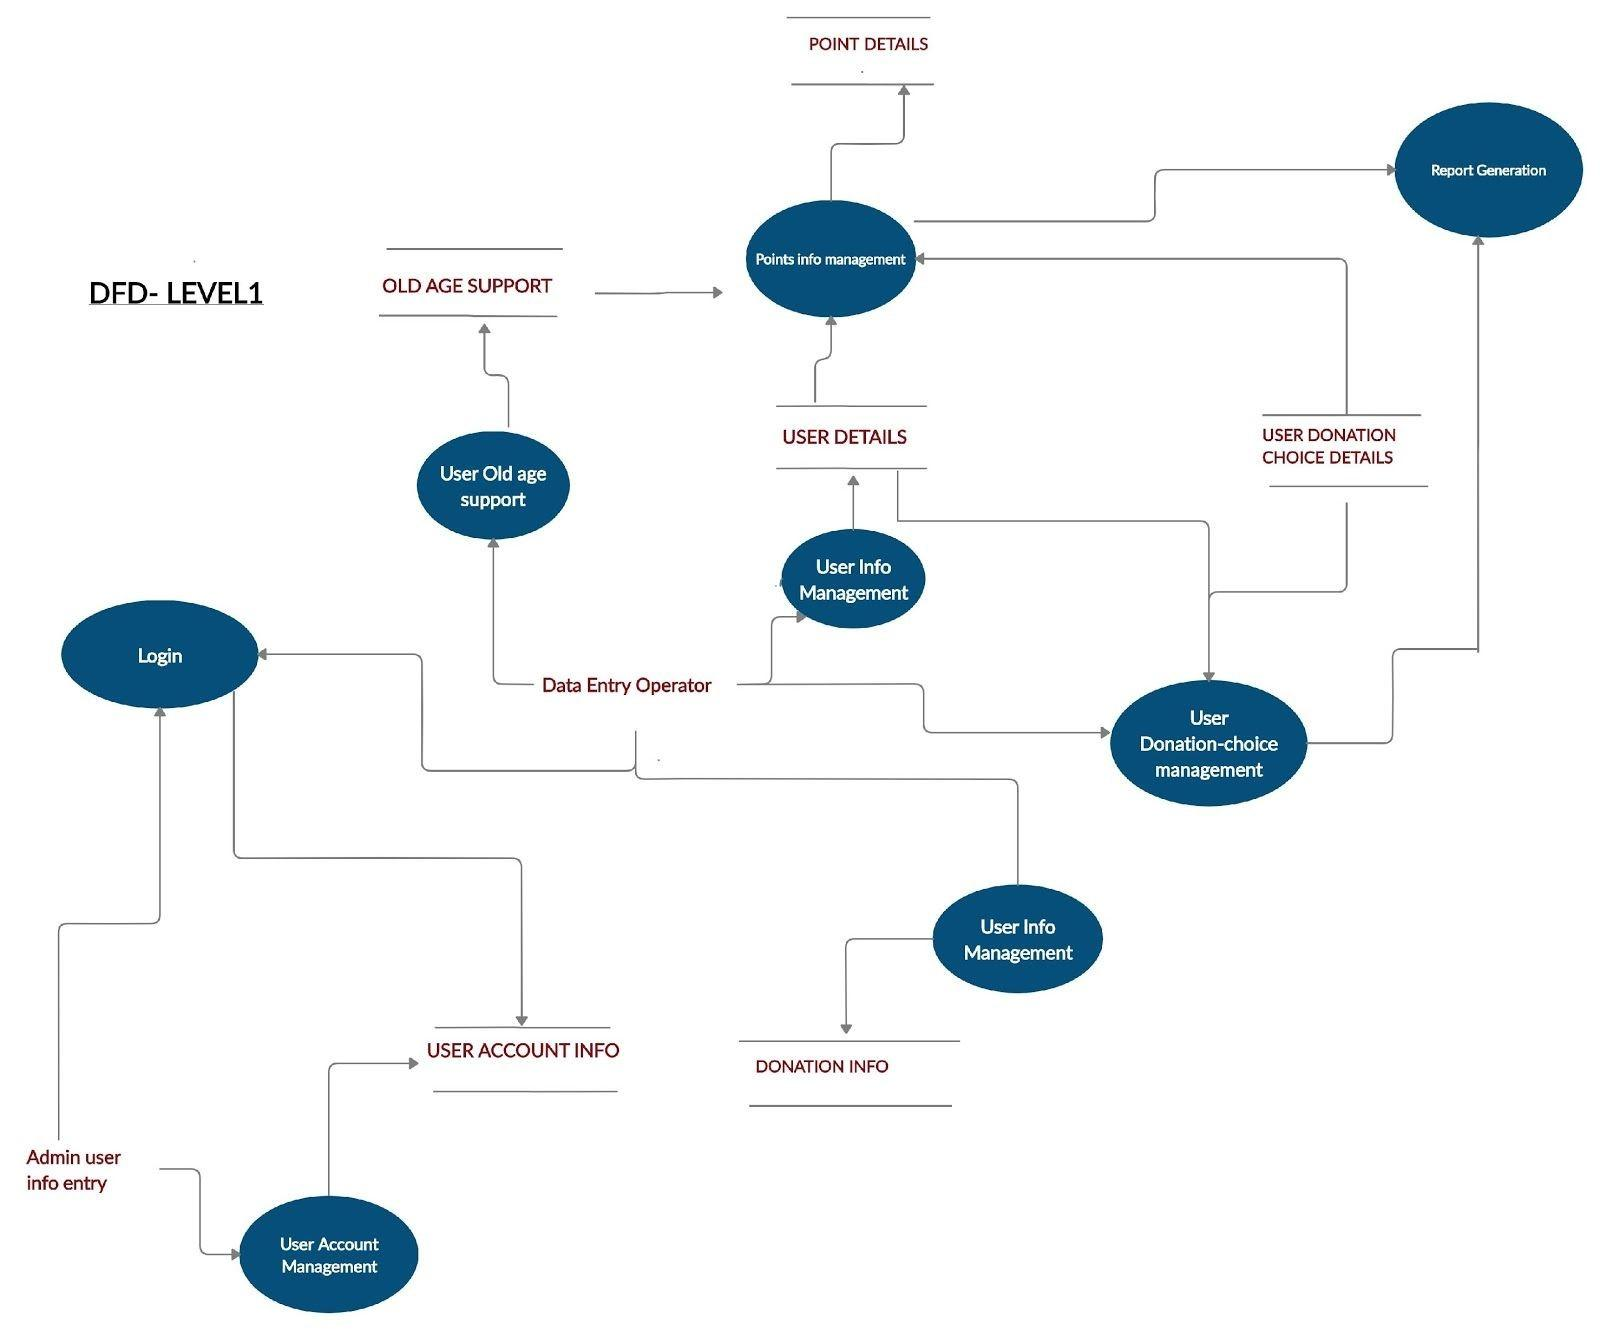 POINT DETAILS
Report Generation
Points info management
DFD- LEVEL1
OLD AGE SUPPORT
USER DETAILS
USER DONATION
CHOICE DETAILS
User Old age
support
User Info
Management
Login
Data Entry Operator
User
Donation-choice
management
User Info
Management
USER ACCOUNT INFO
DONATION INFO
Admin user
info entry
User Account
Management